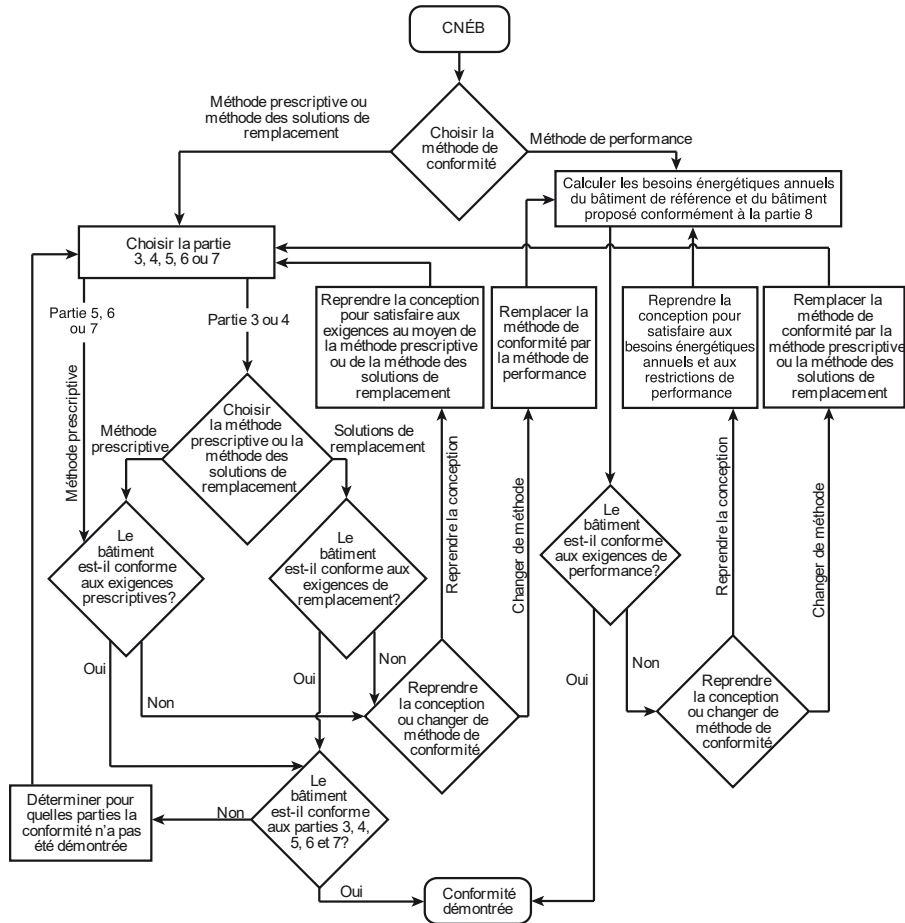 CNÉB
Méthode prescriptive ou
méthode des solutions de
remplacement
Choisir la
méthode de
conformité
Méthode de performance
Calculer les besoins énergétiques annuels
du bâtiment de référence et du bâtiment
proposé conformément à la partie 8
Choisir la partie
3, 4, 5, 6 ou 7
Partie 5, 6
ou 7
Partie 3 ou 4
Reprendre la conception
pour satisfaire aux
exigences au moyen de
la méthode prescriptive
ou de la méthode des
solutions de
remplacement
Remplacer
la méthode
de conformité
par la méthode de
performance
Reprendre la
conception pour
satisfaire aux
besoins énergétiques
annuels et aux
restrictions de
performance
Remplacer la
méthode de
conformité par la
méthode prescriptive
ou la méthode des
solutions de
remplacement
Méthode prescriptive
Méthode
prescriptive
Choisir
la méthode
prescriptive ou la
méthode des
solutions de
remplacement
Solutions de
remplacement
Reprendre la conception
Changer de méthode
Reprendre la conception
Changer de méthode
Le
bâtiment
est-il conforme
aux exigences
prescriptives?
Le
bâtiment
est-il conforme aux
exigences de
remplacement?
Le
bâtiment
est-il conforme
aux exigences de
performance?
Oui
Non
Oui
Non
Oui
Non
Reprendre
la conception
ou changer de
méthode de
conformité
Reprendre
la conception
ou changer de
méthode de
conformité
Déterminer pour
quelles parties la
conformité n'a pas
été démontrée
Non
Le
bâtiment
est-il conforme
aux parties 3, 4,
5, 6 et 7?
Oui
Conformité
démontrée